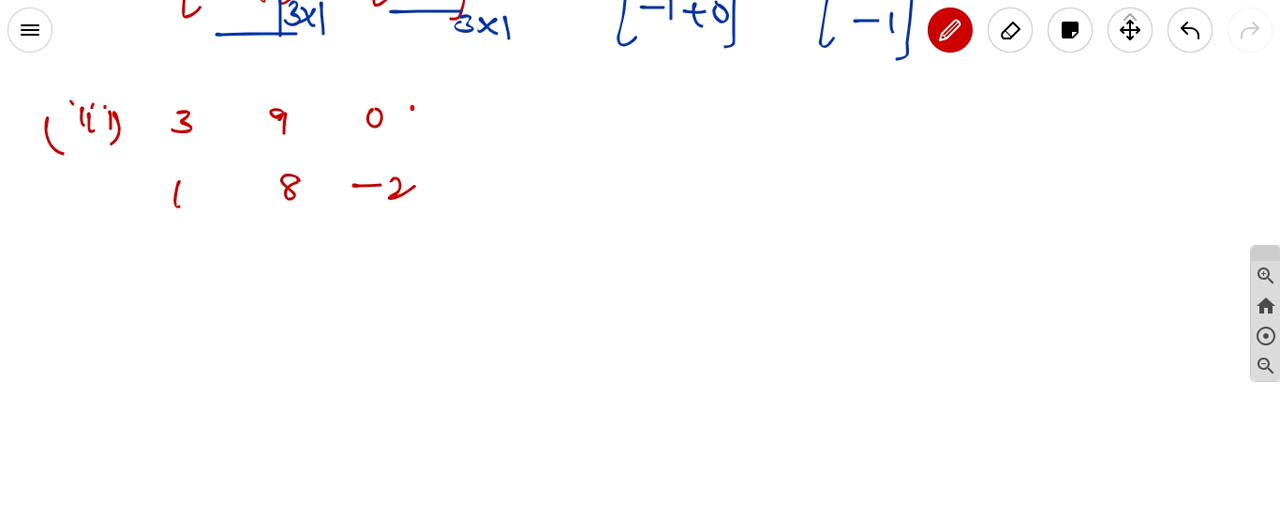 3x1 3x1 [-1+0] [-1]
(iii) 3 9 0
1 8 -2